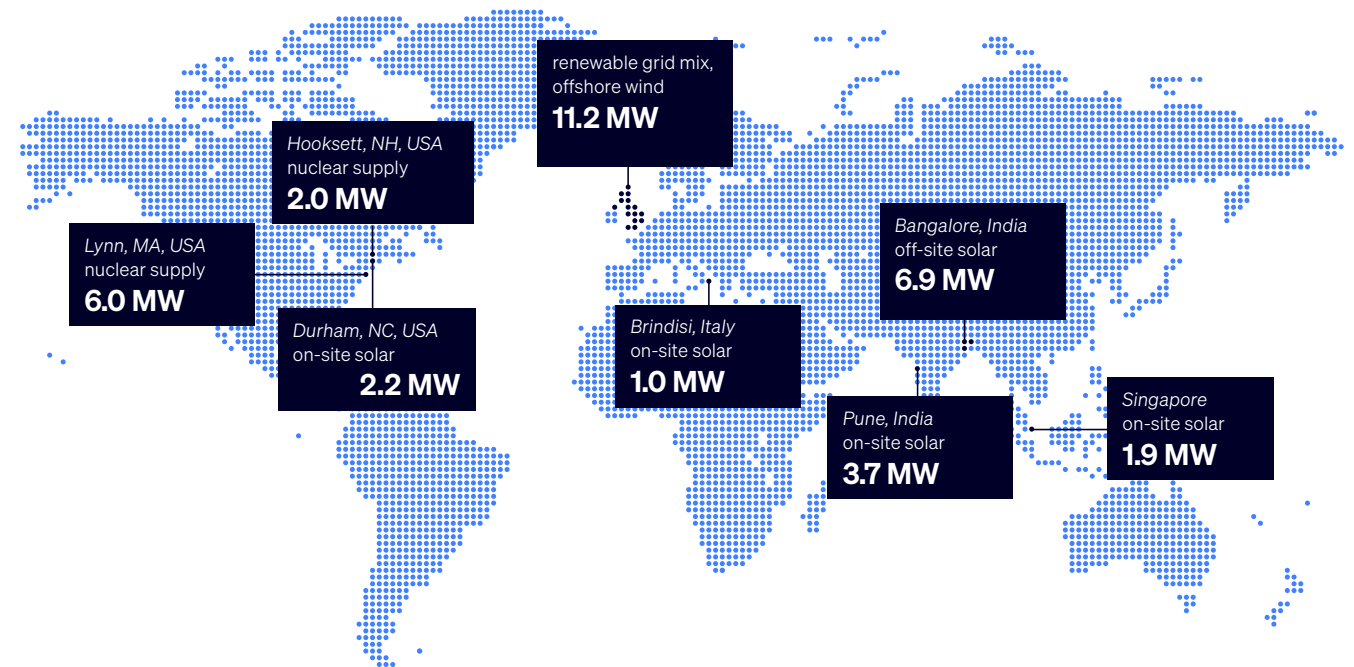 renewable grid mix,
offshore wind
11.2 MW
Hooksett, NH, USA
nuclear supply
2.0 MW
Lynn, MA, USA
nuclear supply
6.0 MW
Durham, NC, USA
on-site solar
2.2 MW
Brindisi, Italy
on-site solar
1.0 MW
Bangalore, India
off-site solar
6.9 MW
Pune, India
on-site solar
3.7 MW
Singapore
on-site solar
1.9 MW